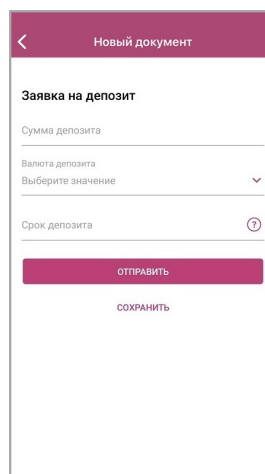 Новый документ
Заявка на депозит
Сумма депозита
Валюта депозита
Выберите значение
Срок депозита
?
ОТПРАВИТЬ
СОХРАНИТЬ